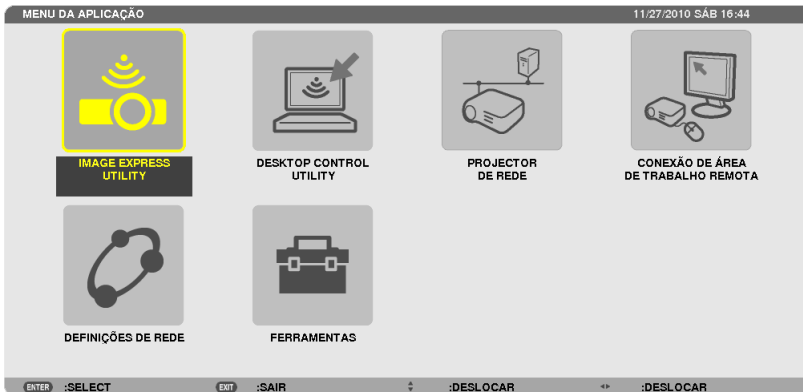 MENU DA APLICAÇÃO 11/27/2010 SÁB 16:44
IMAGE EXPRESS
UTILITY
DESKTOP CONTROL
UTILITY
PROJECTOR
DE REDE
CONEXÃO DE ÁREA
DE TRABALHO REMOTA
DEFINIÇÕES DE REDE
FERRAMENTAS
ENTER :SELECT EXIT :SAIR :DESLOCAR :DESLOCAR